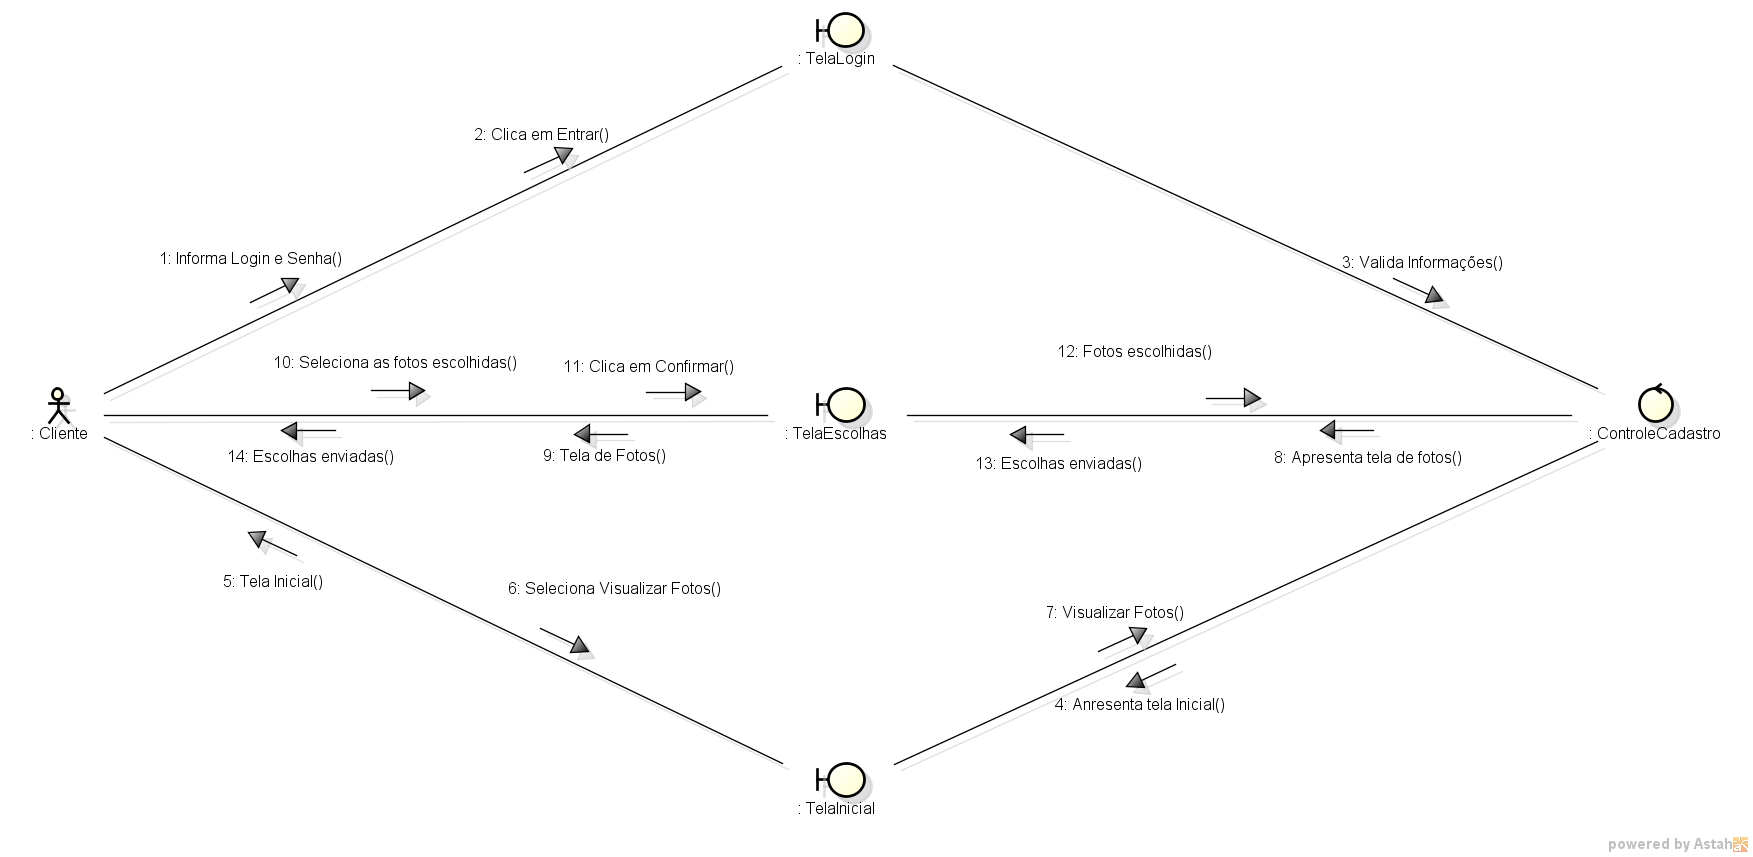 : TelaLogin
2: Clica em Entrar()
1: Informa Login e Senha()
3: Valida Informações()
10: Seleciona as fotos escolhidas()
11: Clica em Confirmar()
12: Fotos escolhidas()
: Cliente
: TelaEscolhas
: ControleCadastro
14: Escolhas enviadas()
9: Tela de Fotos()
13: Escolhas enviadas()
8: Apresenta tela de fotos()
5: Tela Inicial()
6: Seleciona Visualizar Fotos()
7: Visualizar Fotos()
4: Anresenta tela Inicial()
: TelaInicial
powered by Astah